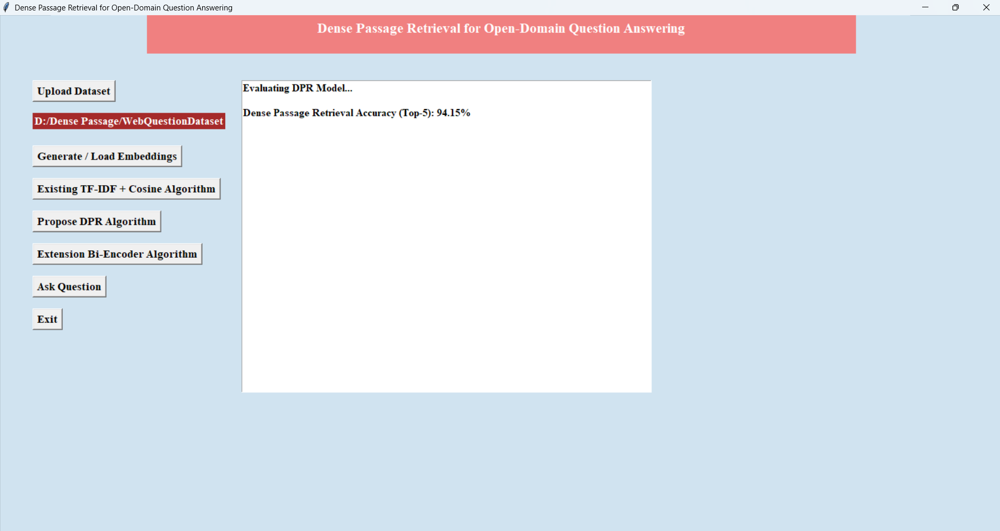 Dense Passage Retrieval for Open-Domain Question Answering
Dense Passage Retrieval for Open-Domain Question Answering
Upload Dataset
D:/Dense Passage/WebQuestionDataset
Generate / Load Embeddings
Existing TF-IDF + Cosine Algorithm
Propose DPR Algorithm
Extension Bi-Encoder Algorithm
Ask Question
Exit
Evaluating DPR Model...
Dense Passage Retrieval Accuracy (Top-5): 94.15%